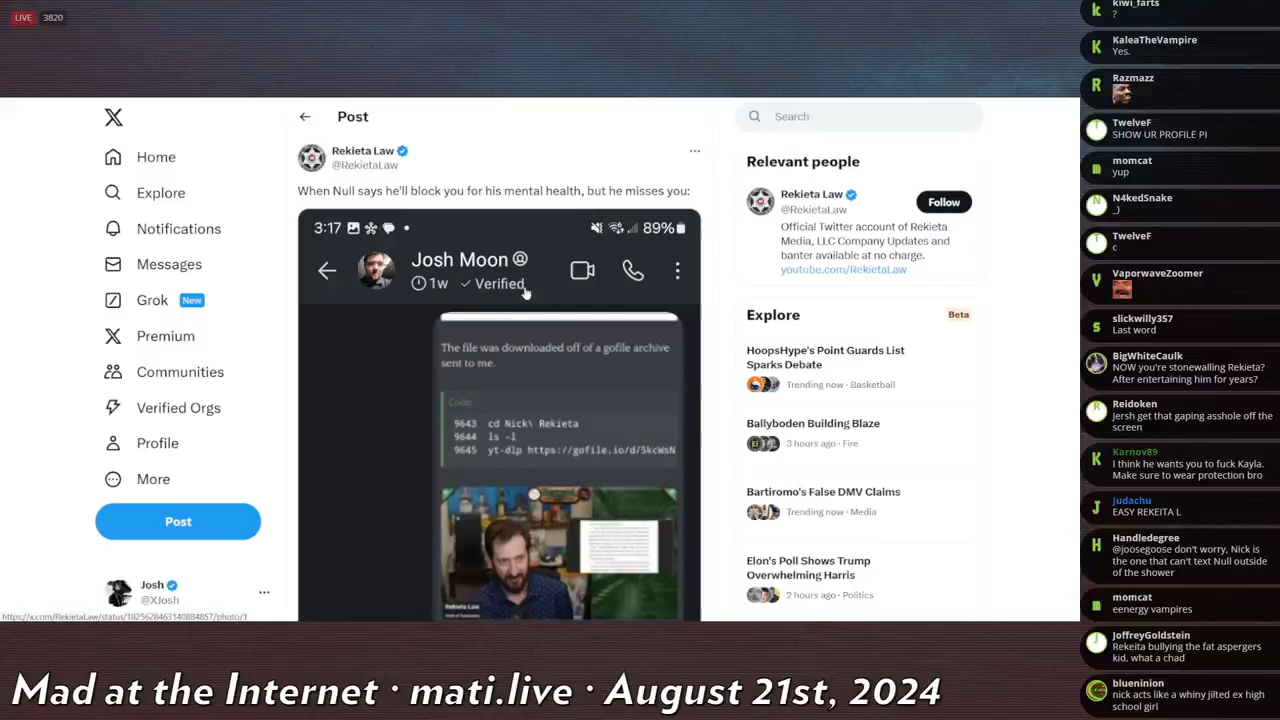 LIVE 3820
X
Home
Explore
Notifications
Messages
Grok New
Premium
Communities
Verified Orgs
Profile
More
Post
Josh
@XJosh
https://x.com/RekietaLaw/status/1825628463140884857/photo/1
Post
Rekieta Law
@RekietaLaw
When Null says he'll block you for his mental health, but he misses you:
3:17
89%
Josh Moon
1w ✓ Verified
The file was downloaded off of a gofile archive
sent to me.
Code:
9643 cd Nick\ Rekieta
9644 ls -l
9645 yt-dlp https://gofile.io/d/5kcWsN
Rekieta Law
Search
Relevant people
Rekieta Law
@RekietaLaw
Follow
Official Twitter account of Rekieta
Media, LLC Company Updates and
banter available at no charge.
youtube.com/RekietaLaw
Explore
Beta
HoopsHype's Point Guards List
Sparks Debate
Trending now · Basketball
Ballyboden Building Blaze
3 hours ago · Fire
Bartiromo's False DMV Claims
Trending now · Media
Elon's Poll Shows Trump
Overwhelming Harris
2 hours ago · Politics
kiwi_farts
?
KaleaTheVampire
Yes.
Razmazz
TwelveF
SHOW UR PROFILE PI
momcat
yup
N4kedSnake
_)
TwelveF
c
VaporwaveZoomer
slickwilly357
Last word
BigWhiteCaulk
NOW you're stonewalling Rekieta?
After entertaining him for years?
Reidoken
Jersh get that gaping asshole off the
screen
Karnov89
I think he wants you to fuck Kayla.
Make sure to wear protection bro
Judachu
EASY REKEITA L
Handledegree
@joosegoose don't worry, Nick is
the one that can't text Null outside
of the shower
momcat
eenergy vampires
JoffreyGoldstein
Rekeita bullying the fat aspergers
kid, what a chad
blueninion
nick acts like a whiny jilted ex high
school girl
Mad at the Internet · mati.live · August 21st, 2024